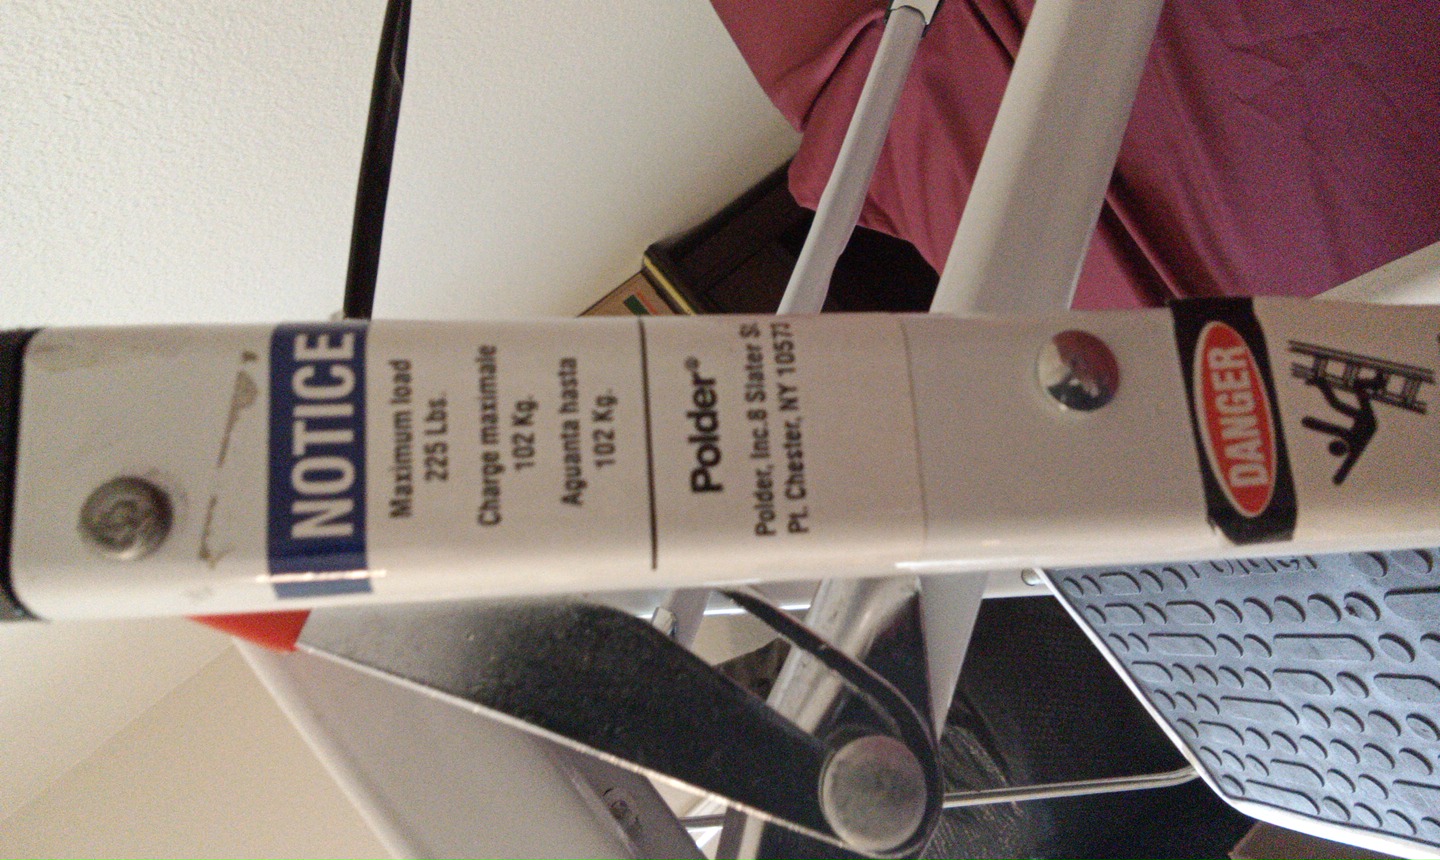 NOTICE
Maximum load
225 Lbs.
Charge maximale
102 Kg.
Aguanta hasta
102 Kg.
Polder®
Polder, Inc. 8 Slater
Pt. Chester, NY 10573
DANGER
Polder